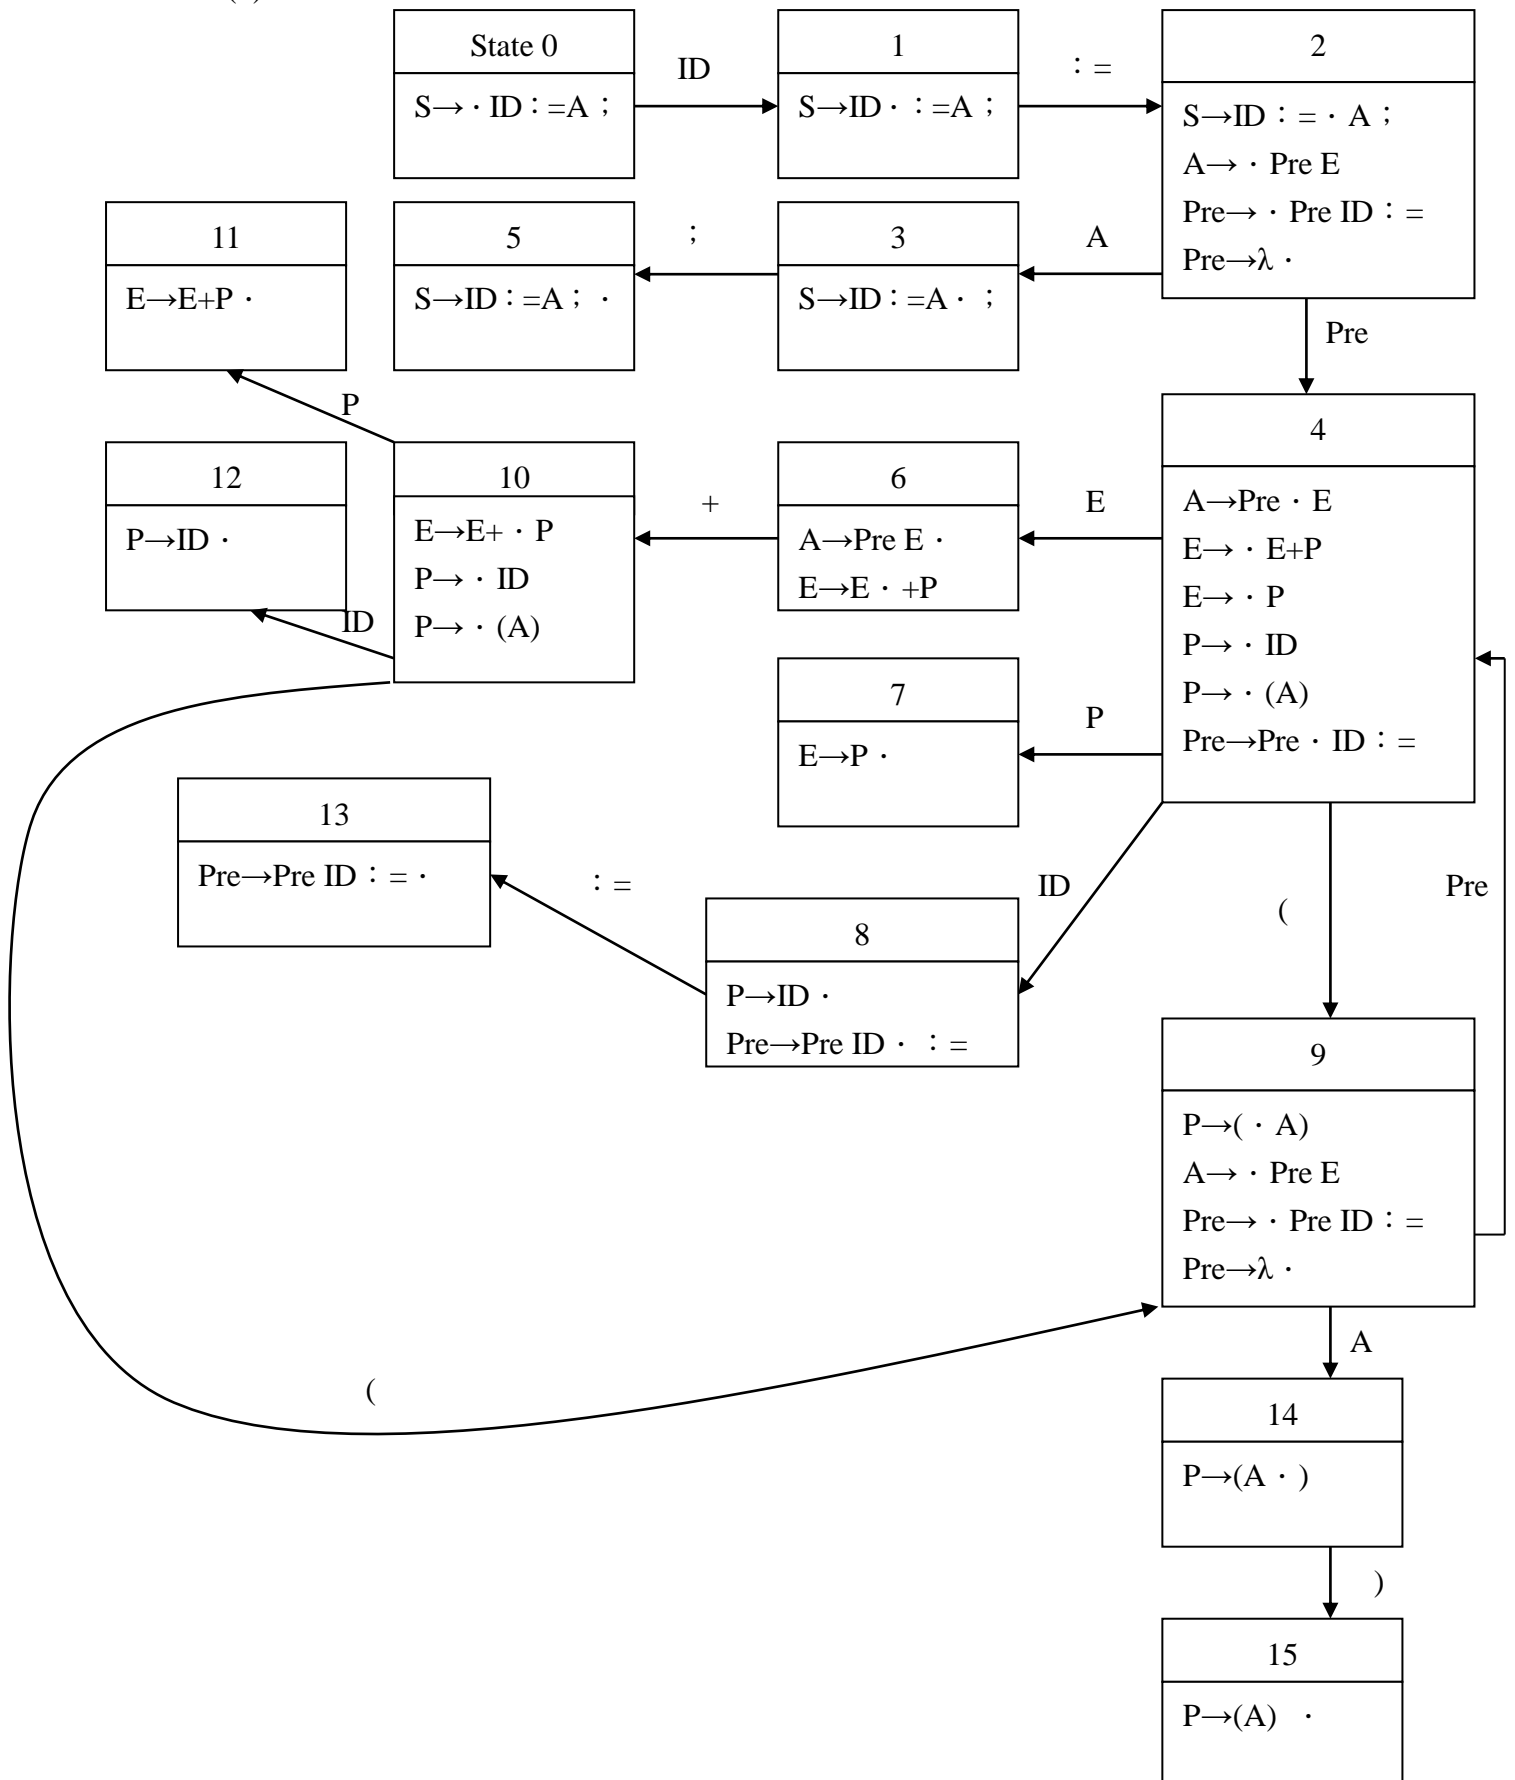 State 0
S→· ID：=A；
ID
1
S→ID· ：=A；
：=
2
S→ID：=· A；
A→· Pre E
Pre→· Pre ID：=
Pre→λ·
11
E→E+P·
5
S→ID：=A；·
；
3
S→ID：=A·；
A
Pre
P
12
P→ID·
ID
10
E→E+ · P
P→· ID
P→· (A)
+
6
A→Pre E·
E→E· +P
E
4
A→Pre· E
E→· E+P
E→· P
P→· ID
P→· (A)
Pre→Pre· ID：=
7
E→P·
P
13
Pre→Pre ID：=·
：=
8
P→ID·
Pre→Pre ID· ：=
ID
(
Pre
9
P→( · A)
A→· Pre E
Pre→· Pre ID：=
Pre→λ·
A
(
14
P→(A· )
)
15
P→(A) ·